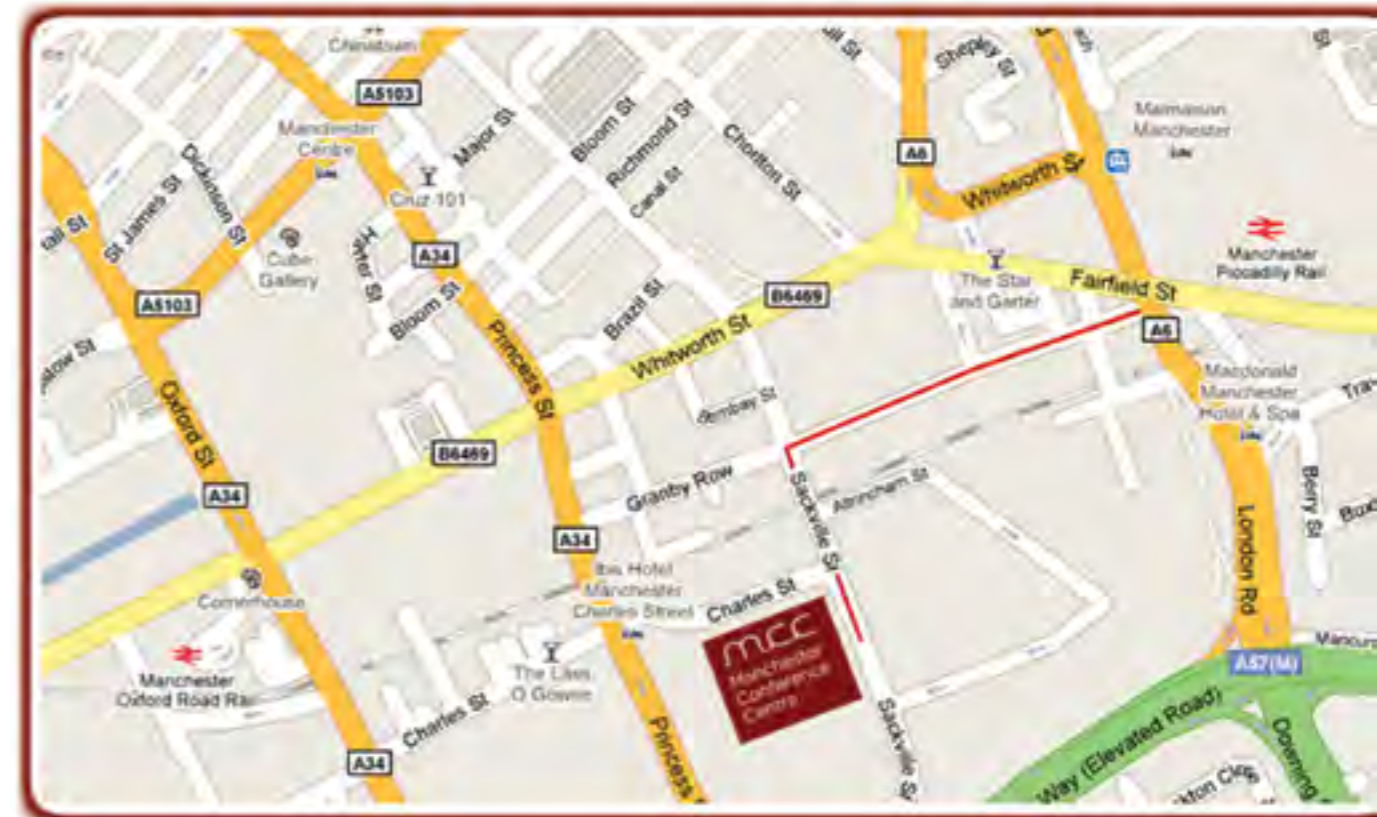 Chinatown
A5103
Manchester
Centre
Major St
Bloom St
Richmond St
Canal St
Chorlton St
Shepley St
A6
Whitworth St
Malmaison
Manchester
Dickinson St
St James St
Cruz 101
Cube
Gallery
A34
A5103
Bloom St
Brazil St
Princess St
Whitworth St
B6469
The Star
and Garter
Fairfield St
Manchester
Piccadilly Rail
A6
Macdonald
Manchester
Hotel & Spa
Oxford St
Bombay St
B6469
Granby Row
Sackville St
Altrincham St
A34
A34
Ibis Hotel
Manchester
Charles Street
Charles St
London Rd
Berry St
Cornerhouse
Manchester
Oxford Road Rail
The Lass
O Gowrie
mcc
Manchester
Conference
Centre
A57(M)
Charles St
Princess
Sackville St
Way (Elevated Road)
Downing
A34